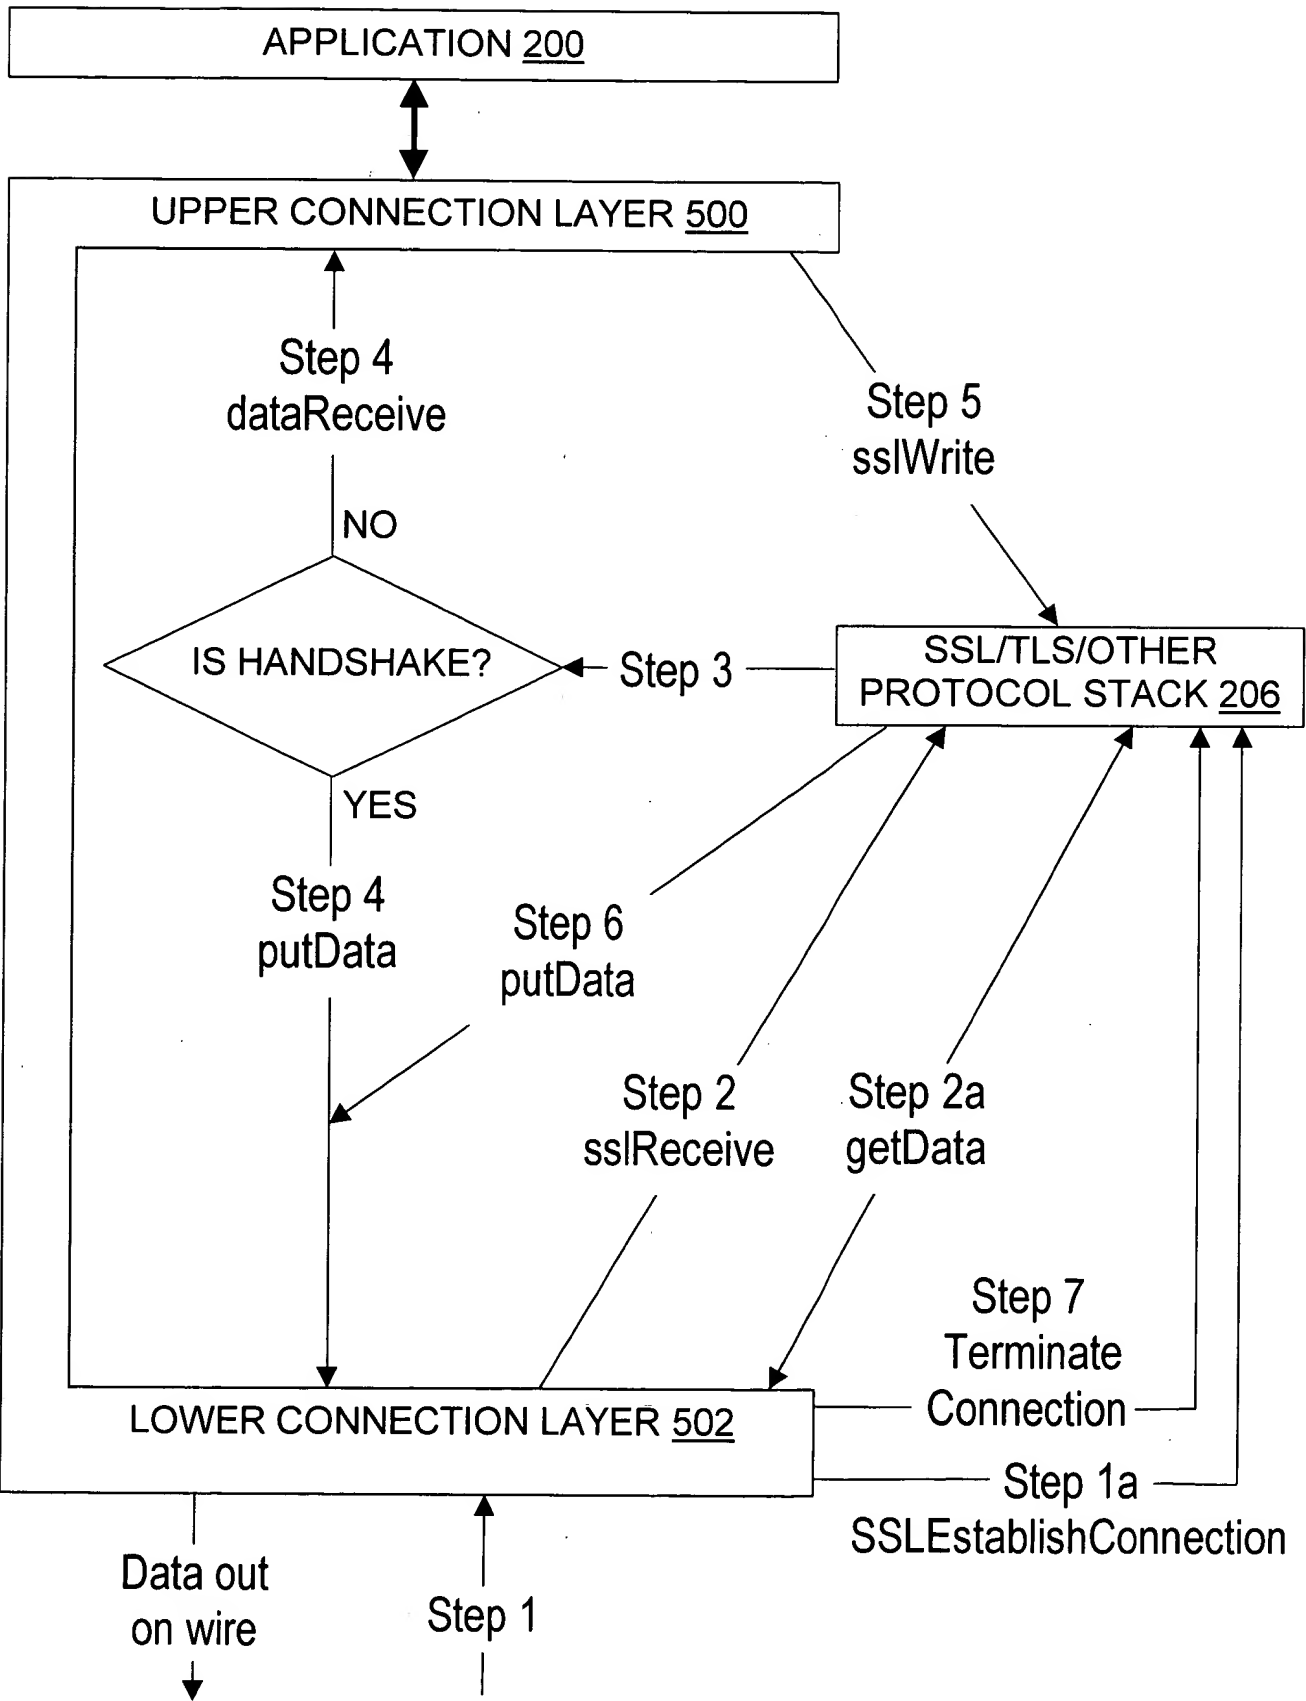 APPLICATION 200
UPPER CONNECTION LAYER 500
Step 4
dataReceive
Step 5
sslWrite
NO
IS HANDSHAKE?
Step 3
SSL/TLS/OTHER
PROTOCOL STACK 206
YES
Step 4
putData
Step 6
putData
Step 2
sslReceive
Step 2a
getData
Step 7
Terminate
Connection
LOWER CONNECTION LAYER 502
Step 1a
SSLEstablishConnection
Data out
on wire
Step 1